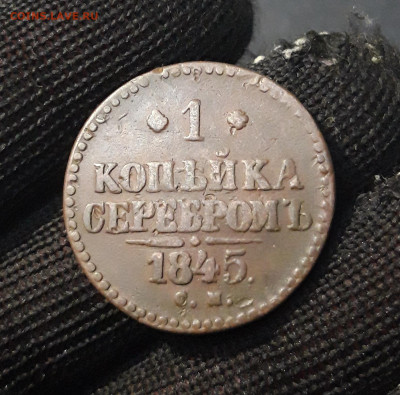 COINS.LAVE.RU
1
КОПѢЙКА
СЕРЕБРОМЪ
1845.
С. М.